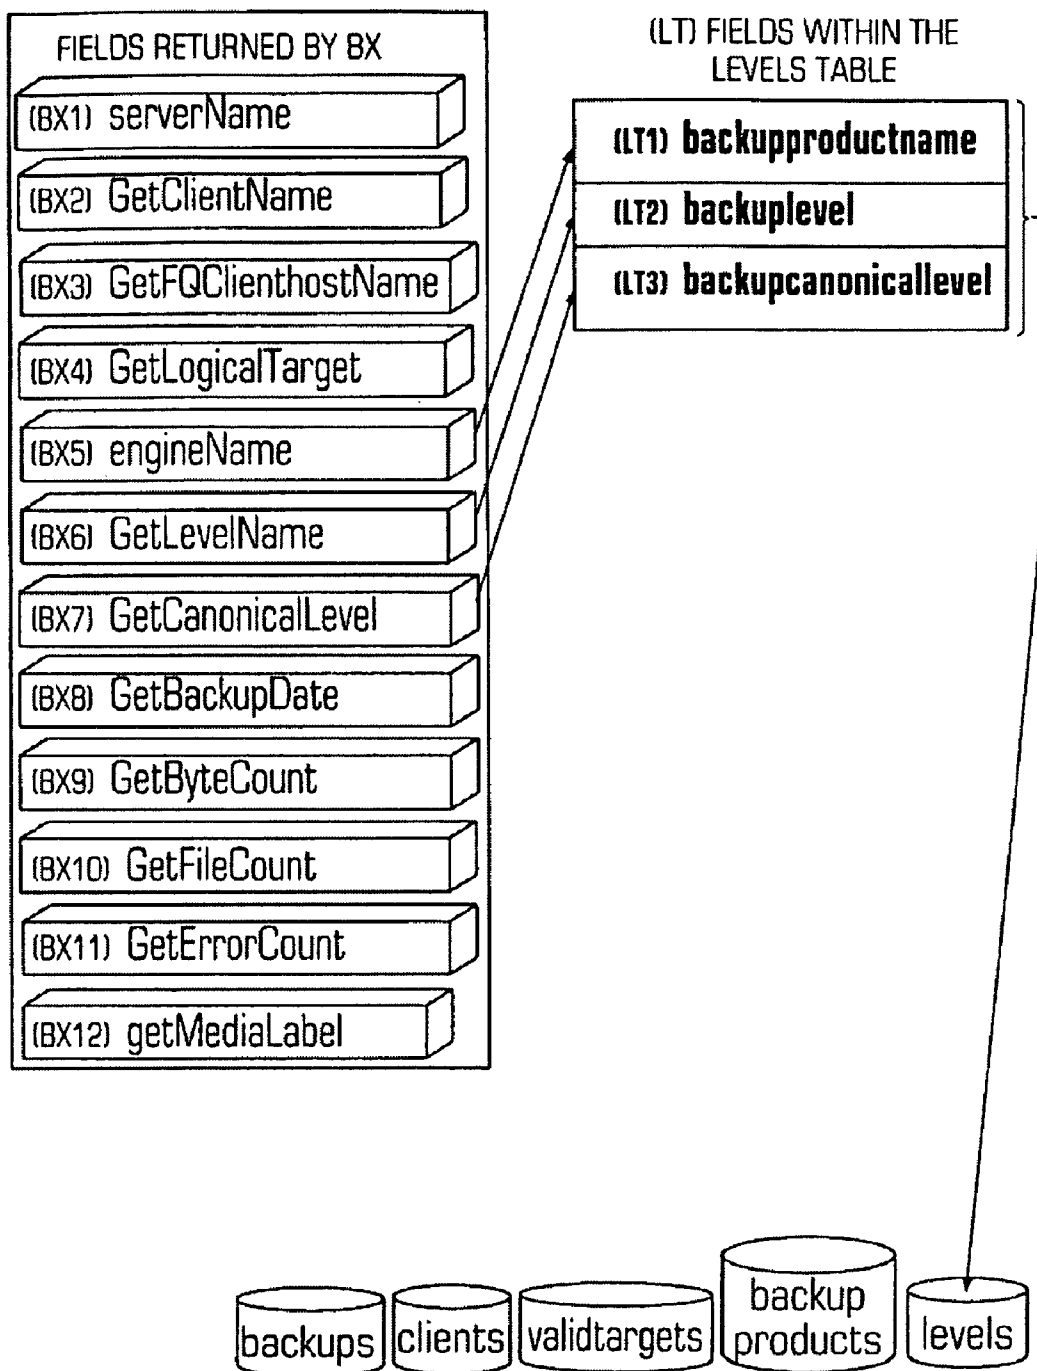 FIELDS RETURNED BY BX
(BX1) serverName
(BX2) GetClientName
(BX3) GetFQClienthostName
(BX4) GetLogicalTarget
(BX5) engineName
(BX6) GetLevelName
(BX7) GetCanonicalLevel
(BX8) GetBackupDate
(BX9) GetByteCount
(BX10) GetFileCount
(BX11) GetErrorCount
(BX12) getMediaLabel
(LT) FIELDS WITHIN THE
LEVELS TABLE
(LT1) backupproductname
(LT2) backuplevel
(LT3) backupcanonicallevel
backups
clients
validtargets
backup
products
levels